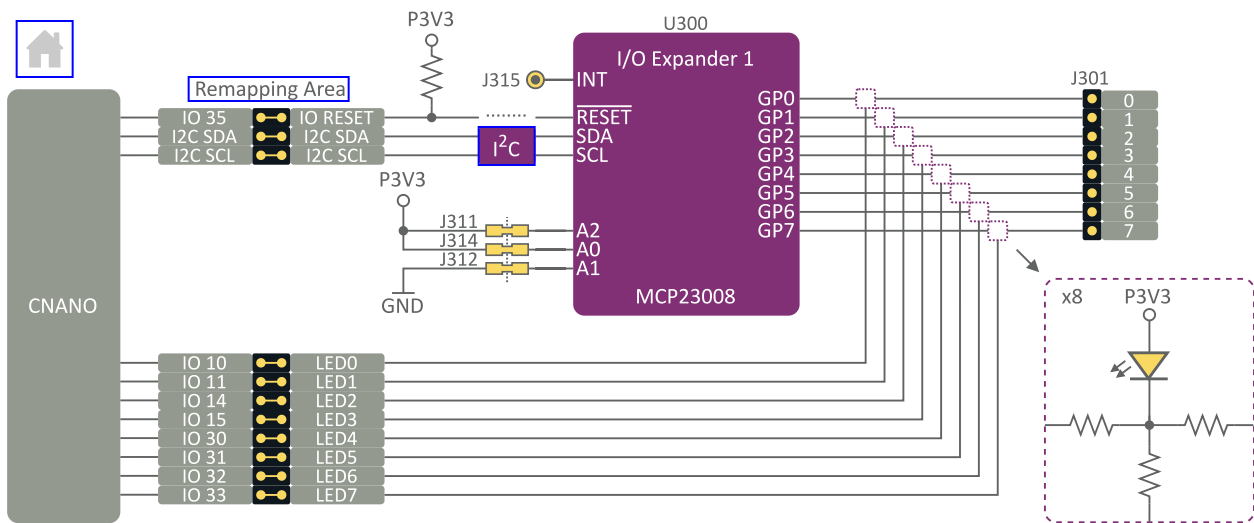 P3V3
U300
I/O Expander 1
J315
INT
J301
Remapping Area
GP0
0
IO 35
IO RESET
RESET
GP1
1
I2C SDA
I2C SDA
I²C
SDA
GP2
2
I2C SCL
I2C SCL
SCL
GP3
3
P3V3
GP4
4
GP5
5
GP6
6
J311
A2
GP7
7
J314
A0
J312
A1
GND
MCP23008
CNANO
x8
P3V3
IO 10
LED0
IO 11
LED1
IO 14
LED2
IO 15
LED3
IO 30
LED4
IO 31
LED5
IO 32
LED6
IO 33
LED7